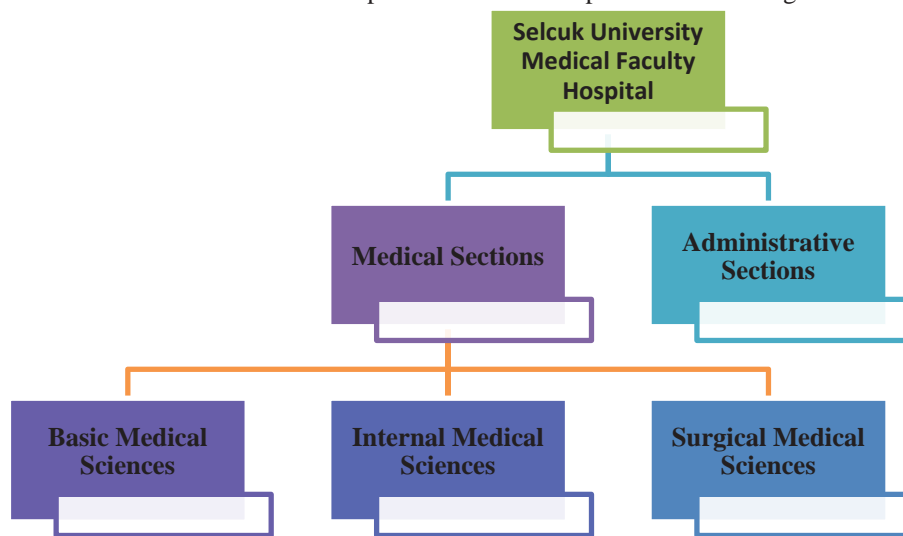 Selcuk University
Medical Faculty
Hospital
Medical Sections
Administrative
Sections
Basic Medical
Sciences
Internal Medical
Sciences
Surgical Medical
Sciences